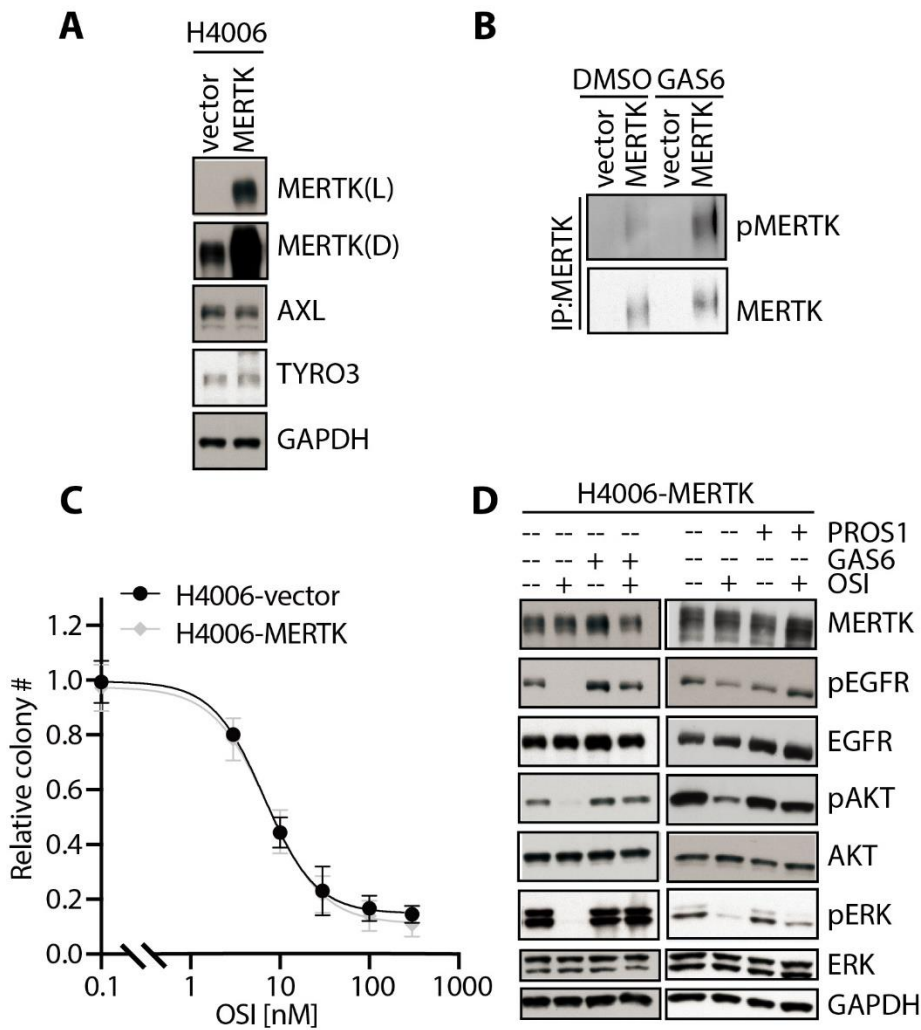 A
H4006
vector
MERTK
MERTK(L)
MERTK(D)
AXL
TYRO3
GAPDH
B
DMSO GAS6
vector
MERTK
vector
MERTK
IP:MERTK
pMERTK
MERTK
C
H4006-vector
H4006-MERTK
Relative colony #
1.2
1.0
0.8
0.6
0.4
0.2
0.0
0.1 1 10 100 1000
OSI [nM]
D
H4006-MERTK
-- -- -- -- -- -- + + PROS1
-- -- + + -- -- -- -- GAS6
-- + -- + -- + -- + OSI
MERTK
pEGFR
EGFR
pAKT
AKT
pERK
ERK
GAPDH